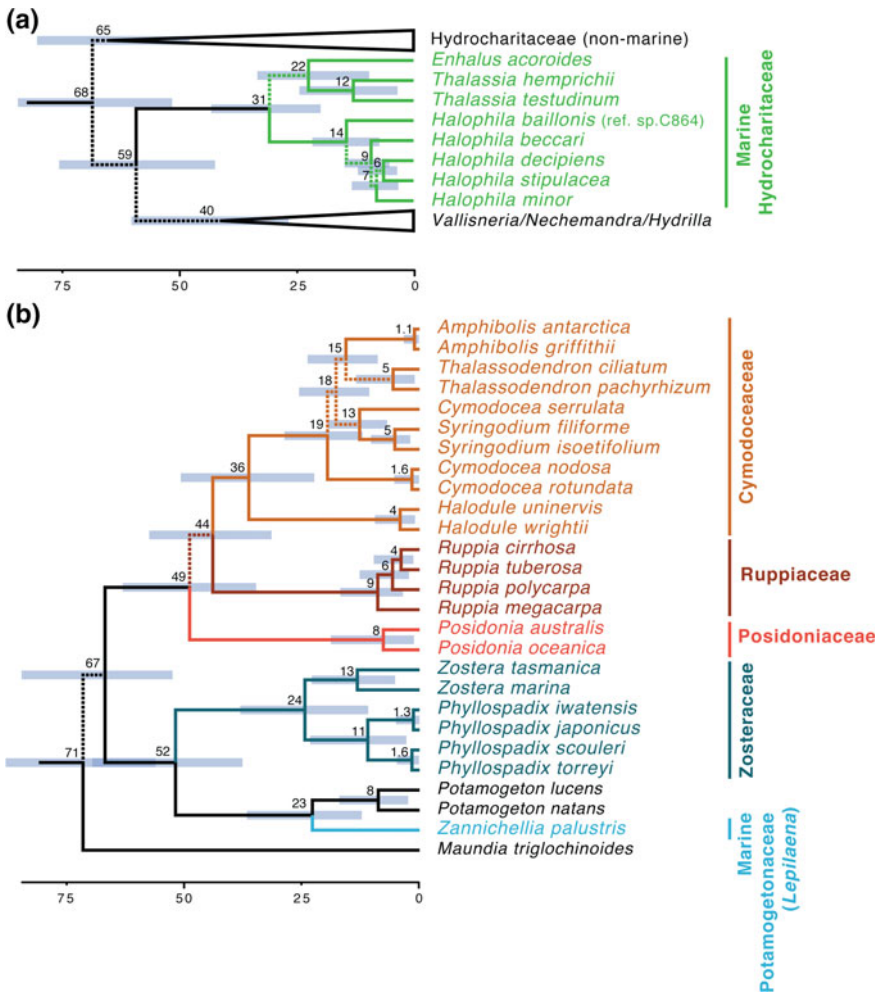 (a)
65
Hydrocharitaceae (non-marine)
Enhalus acoroides
22
Thalassia hemprichii
12
68
Thalassia testudinum
31
Halophila baillonis (ref. sp.C864)
14
Halophila beccari
59
9
6
Halophila decipiens
7
Halophila stipulacea
Halophila minor
40
Vallisneria/Nechemandra/Hydrilla
Marine
Hydrocharitaceae
75 50 25 0
(b)
1.1
Amphibolis antarctica
15
Amphibolis griffithii
5
Thalassodendron ciliatum
18
Thalassodendron pachyrhizum
13
Cymodocea serrulata
19
Syringodium filiforme
5
Syringodium isoetifolium
36
1.6
Cymodocea nodosa
Cymodocea rotundata
4
Halodule uninervis
44
Halodule wrightii
Cymodoceaceae
4
Ruppia cirrhosa
6
Ruppia tuberosa
49
9
Ruppia polycarpa
Ruppia megacarpa
Ruppiaceae
8
Posidonia australis
Posidonia oceanica
Posidoniaceae
67
13
Zostera tasmanica
Zostera marina
24
1.3
Phyllospadix iwatensis
11
Phyllospadix japonicus
71
52
1.6
Phyllospadix scouleri
Phyllospadix torreyi
Zosteraceae
8
Potamogeton lucens
23
Potamogeton natans
Zannichellia palustris
Maundia triglochinoides
Marine
Potamogetonaceae
(Lepilaena)
75 50 25 0